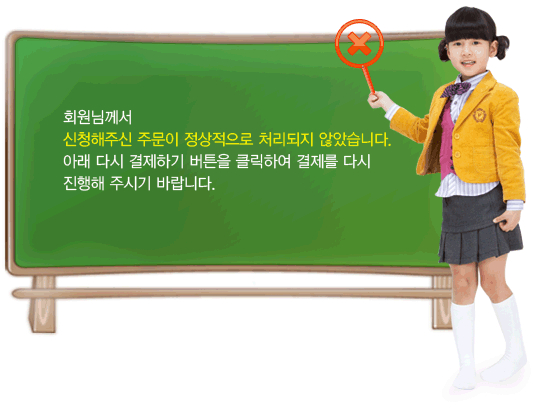 회원님께서
신청해주신 주문이 정상적으로 처리되지 않았습니다.
아래 다시 결제하기 버튼을 클릭하여 결제를 다시
진행해 주시기 바랍니다.